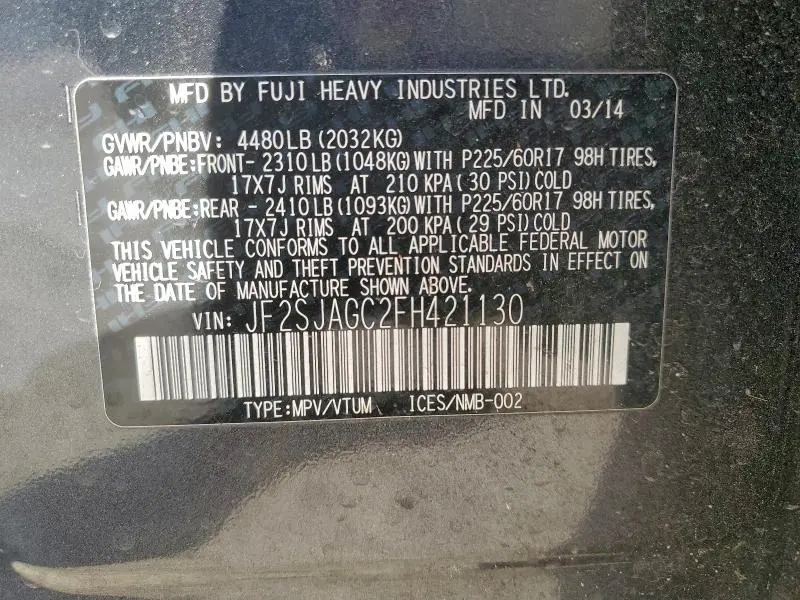 MFD BY FUJI HEAVY INDUSTRIES LTD.
MFD IN 03/14
GVWR/PNBV: 4480LB (2032KG)
GAWR/PNBE:FRONT- 2310LB (1048KG) WITH P225/60R17 98H TIRES,
17X7J RIMS AT 210 KPA( 30 PSI) COLD
GAWR/PNBE:REAR - 2410LB (1093KG) WITH P225/60R17 98H TIRES,
17X7J RIMS AT 200 KPA( 29 PSI) COLD
THIS VEHICLE CONFORMS TO ALL APPLICABLE FEDERAL MOTOR
VEHICLE SAFETY AND THEFT PREVENTION STANDARDS IN EFFECT ON
THE DATE OF MANUFACTURE SHOWN ABOVE.
VIN: JF2SJAGC2FH421130
TYPE:MPV/VTUM ICES/NMB-002